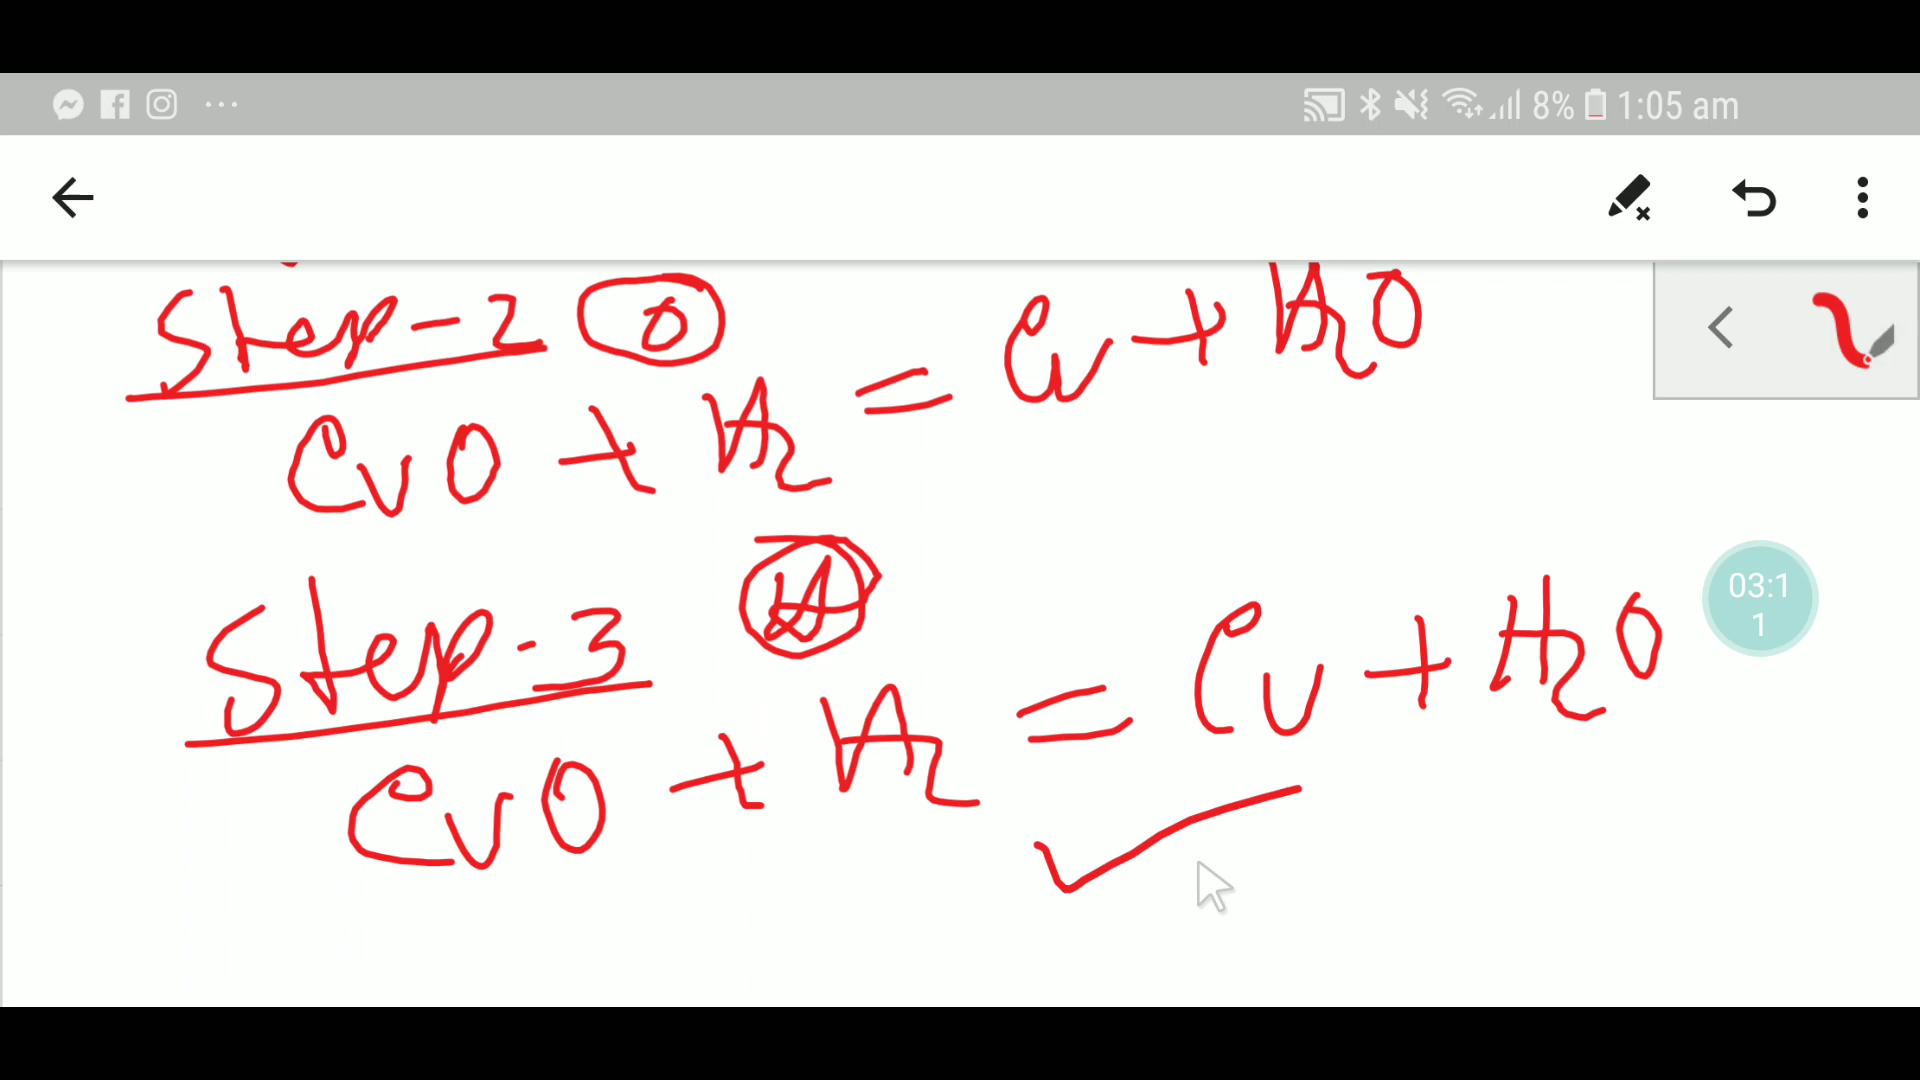 8% 1:05 am
Step-2 O
CuO + H2 = Cu + H2O
03:1
1
Step-3 H
CuO + H2 = Cu + H2O